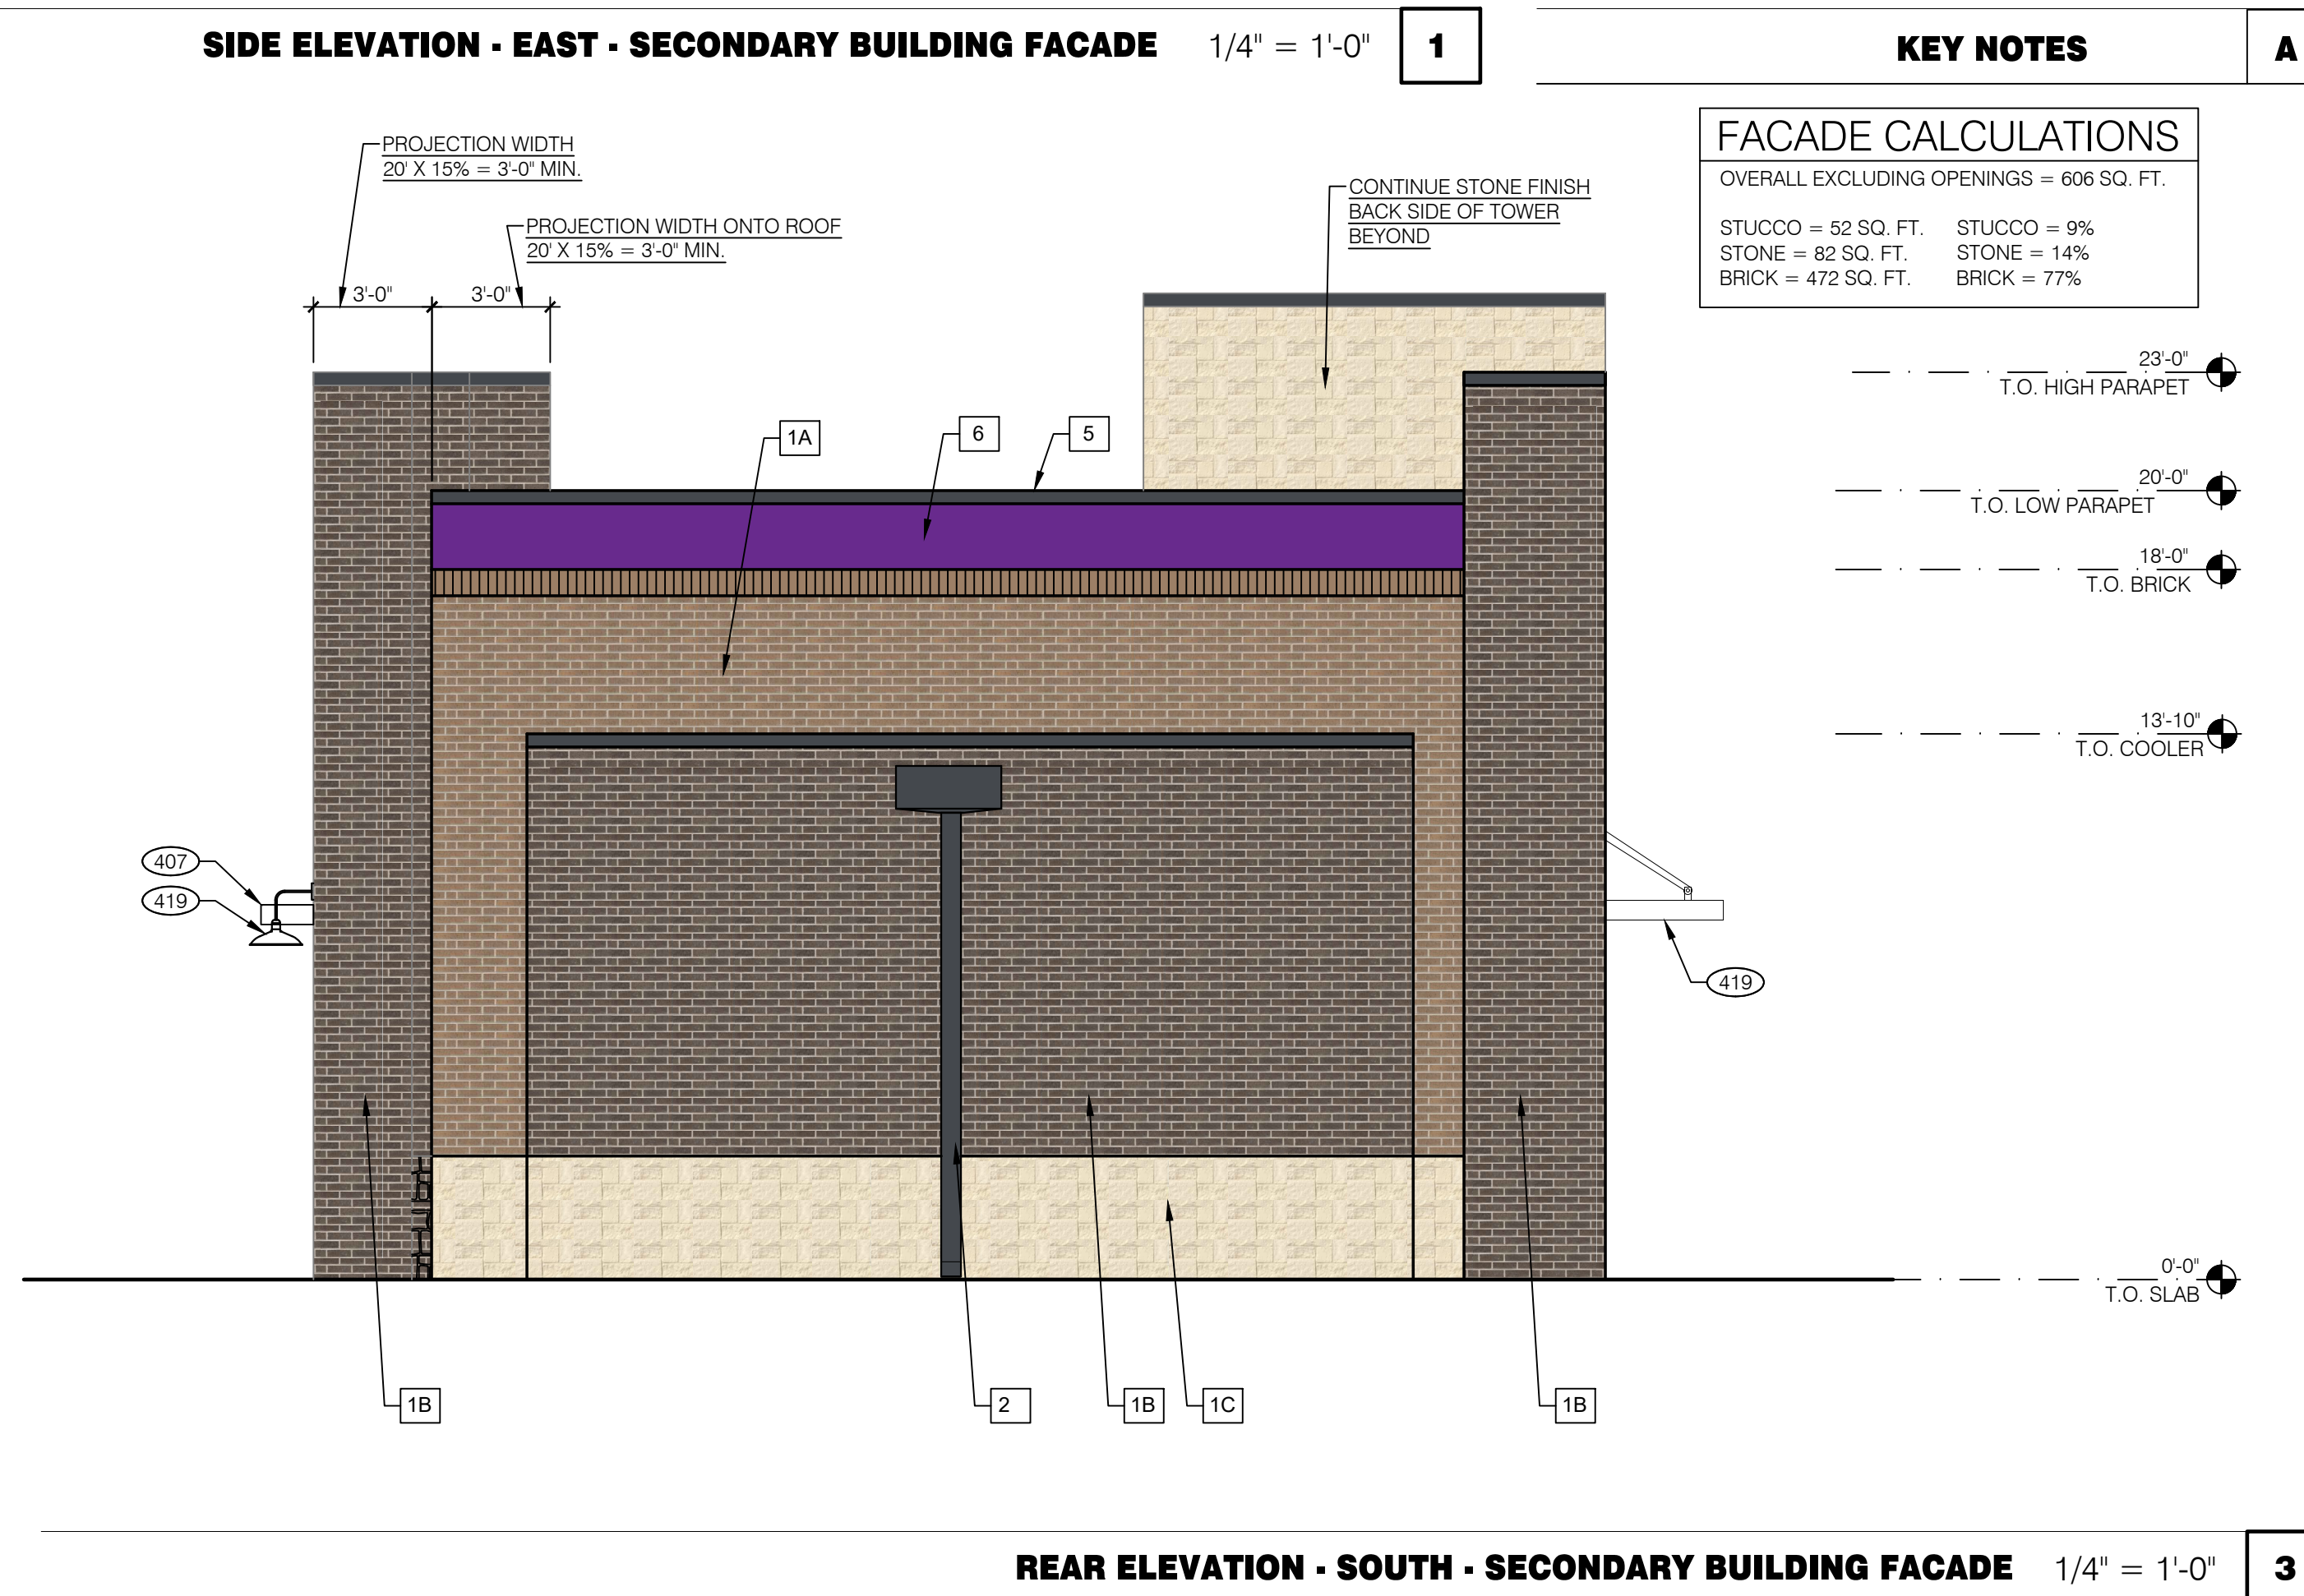 SIDE ELEVATION - EAST - SECONDARY BUILDING FACADE 1/4" = 1'-0" 1
KEY NOTES A
FACADE CALCULATIONS
OVERALL EXCLUDING OPENINGS = 606 SQ. FT.
STUCCO = 52 SQ. FT. STUCCO = 9%
STONE = 82 SQ. FT. STONE = 14%
BRICK = 472 SQ. FT. BRICK = 77%
PROJECTION WIDTH
20' X 15% = 3'-0" MIN.
PROJECTION WIDTH ONTO ROOF
20' X 15% = 3'-0" MIN.
CONTINUE STONE FINISH
BACK SIDE OF TOWER
BEYOND
3'-0" 3'-0"
23'-0"
T.O. HIGH PARAPET
1A 6 5
20'-0"
T.O. LOW PARAPET
18'-0"
T.O. BRICK
13'-10"
T.O. COOLER
407
419
419
0'-0"
T.O. SLAB
1B 2 1B 1C 1B
REAR ELEVATION - SOUTH - SECONDARY BUILDING FACADE 1/4" = 1'-0" 3